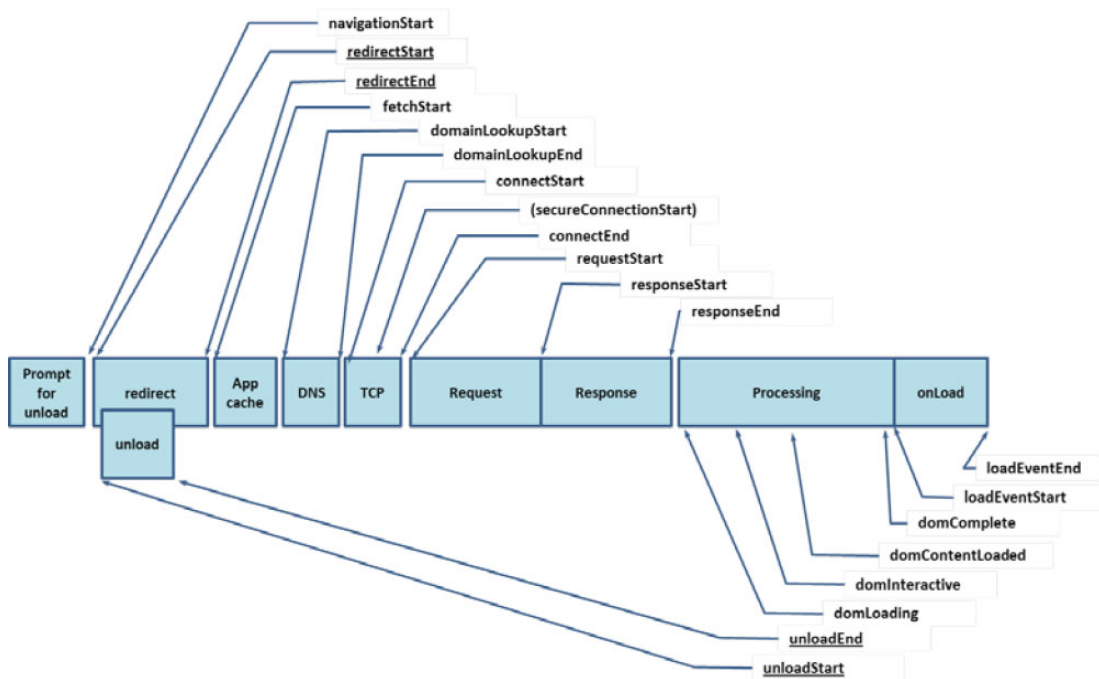 navigationStart
redirectStart
redirectEnd
fetchStart
domainLookupStart
domainLookupEnd
connectStart
(secureConnectionStart)
connectEnd
requestStart
responseStart
responseEnd
Prompt
for
unload
redirect
App
cache
DNS
TCP
Request
Response
Processing
onLoad
unload
loadEventEnd
loadEventStart
domComplete
domContentLoaded
domInteractive
domLoading
unloadEnd
unloadStart